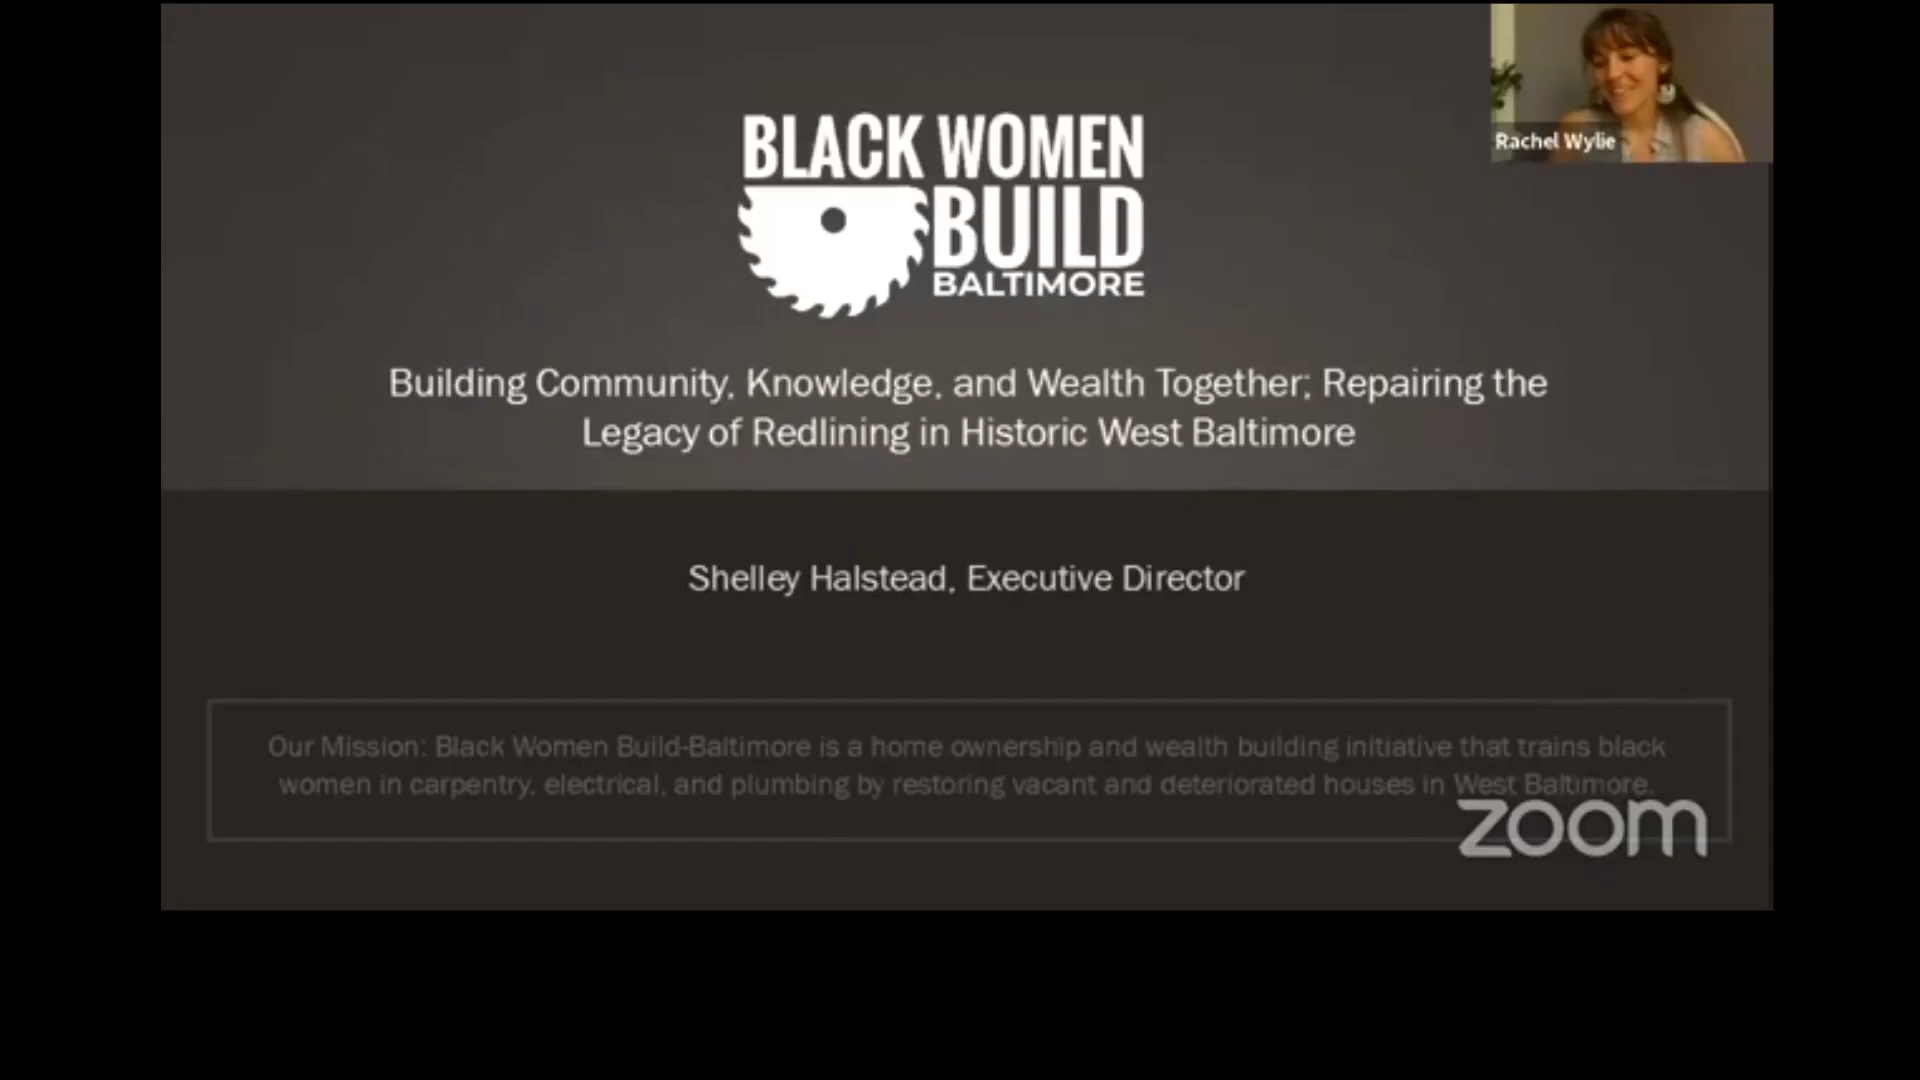 BLACK WOMEN
BUILD
BALTIMORE
Rachel Wylie
Building Community, Knowledge, and Wealth Together; Repairing the
Legacy of Redlining in Historic West Baltimore
Shelley Halstead, Executive Director
Our Mission: Black Women Build-Baltimore is a home ownership and wealth building initiative that trains black
women in carpentry, electrical, and plumbing by restoring vacant and deteriorated houses in West Baltimore.
zoom